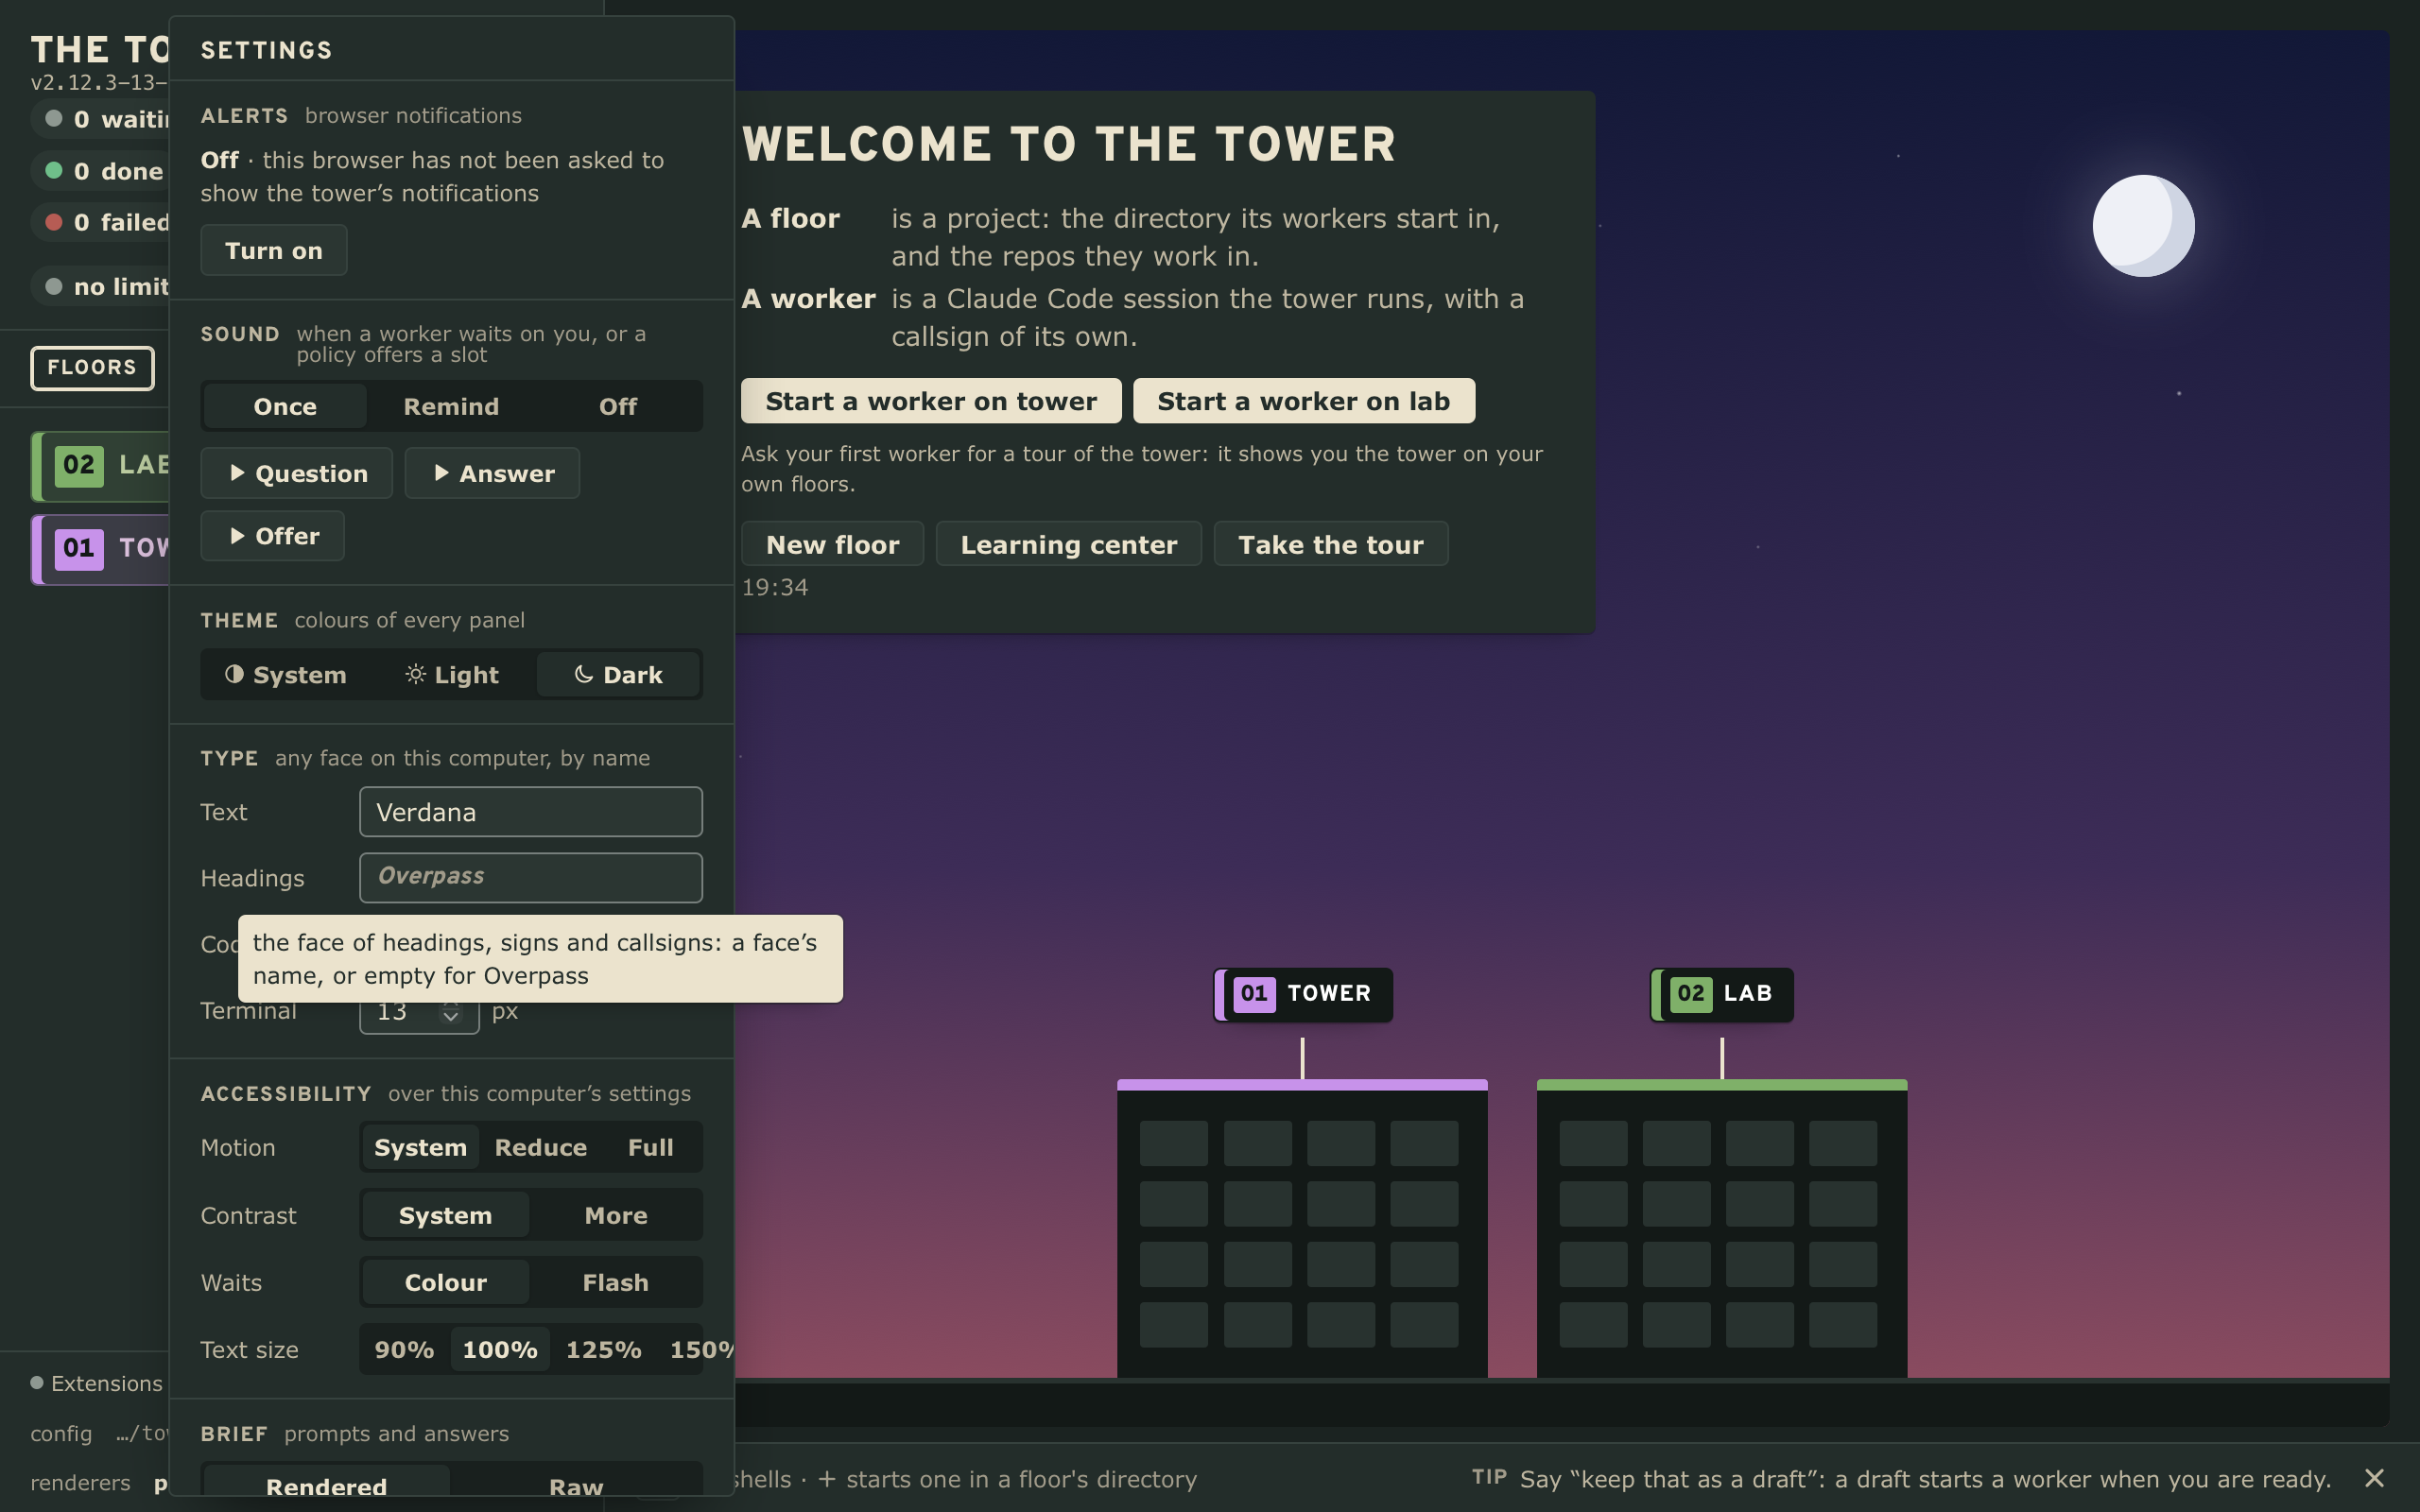 THE TO
v2.12.3-13-
0 waiti
0 done
0 failed
no limit
FLOORS
02 LAB
01 TOW
Extensions
config …/tow
renderers p
SETTINGS
ALERTS browser notifications
Off · this browser has not been asked to
show the tower’s notifications
Turn on
SOUND when a worker waits on you, or a
policy offers a slot
Once Remind Off
Question Answer
Offer
THEME colours of every panel
System Light Dark
TYPE any face on this computer, by name
Text Verdana
Headings Overpass
Cod
the face of headings, signs and callsigns: a face’s
name, or empty for Overpass
Terminal 13 px
ACCESSIBILITY over this computer’s settings
Motion System Reduce Full
Contrast System More
Waits Colour Flash
Text size 90% 100% 125% 150%
BRIEF prompts and answers
Rendered Raw
WELCOME TO THE TOWER
A floor is a project: the directory its workers start in,
and the repos they work in.
A worker is a Claude Code session the tower runs, with a
callsign of its own.
Start a worker on tower Start a worker on lab
Ask your first worker for a tour of the tower: it shows you the tower on your
own floors.
New floor Learning center Take the tour
19:34
01 TOWER
02 LAB
shells · + starts one in a floor's directory
TIP Say “keep that as a draft”: a draft starts a worker when you are ready.